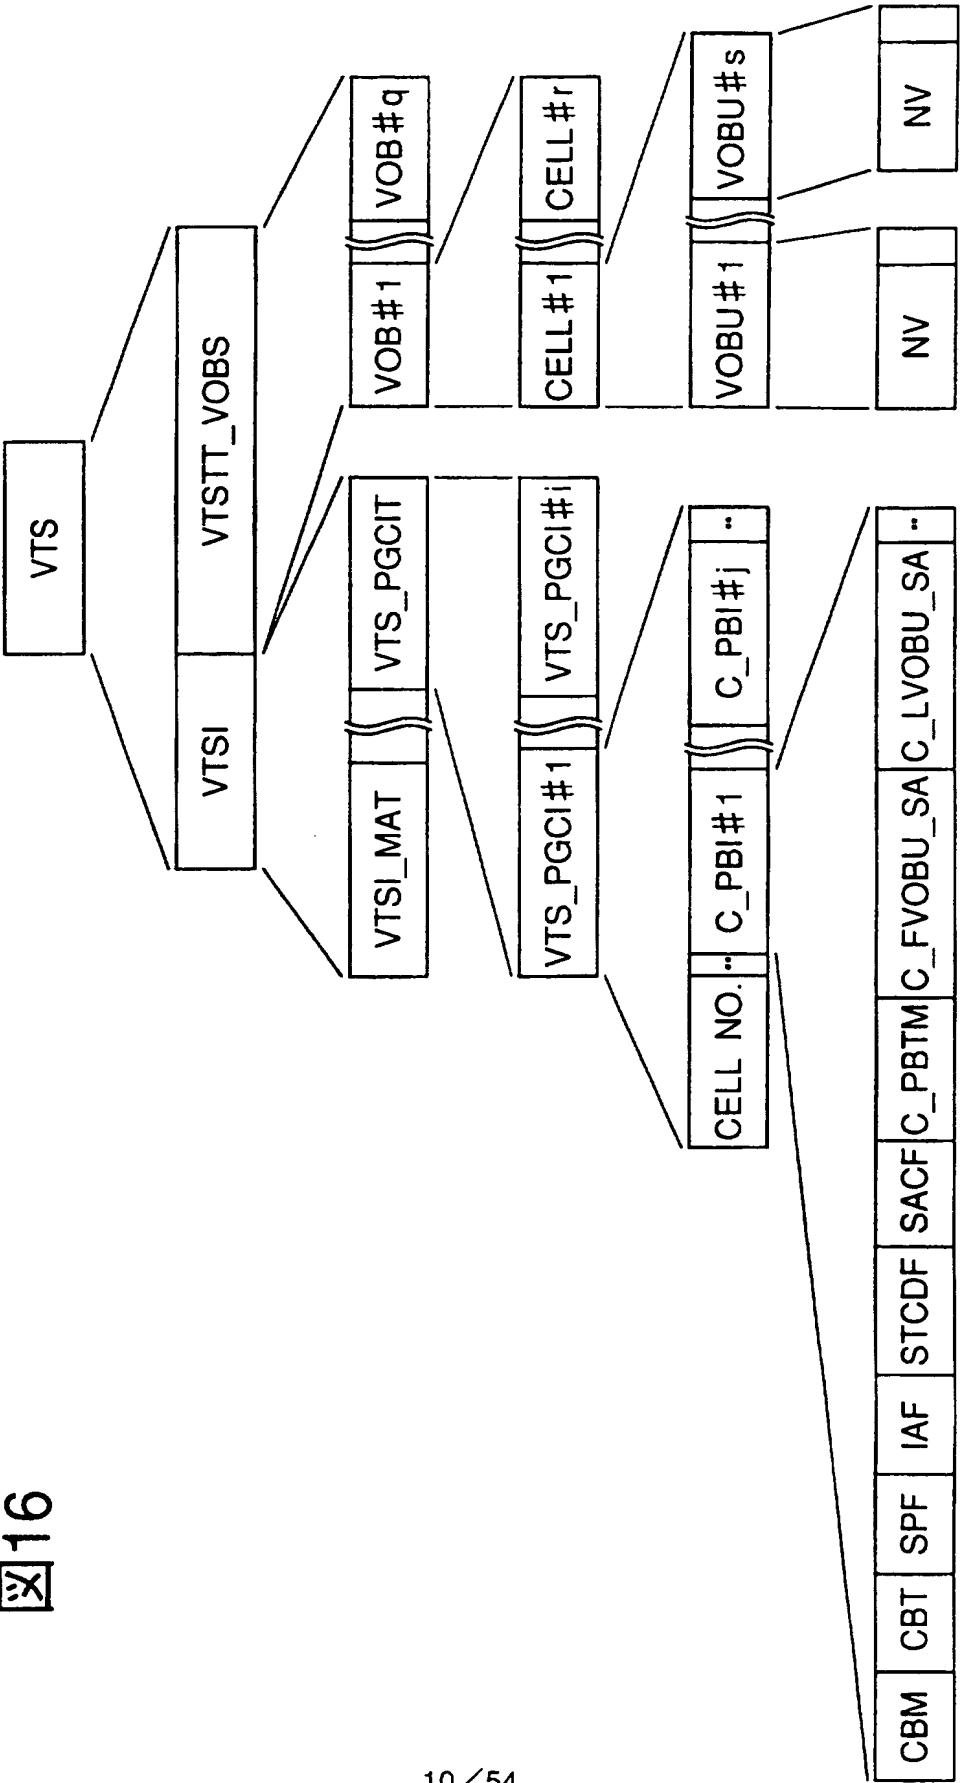 図16
VTS
VTSI VTSTT_VOBS
VTSI_MAT VTS_PGCIT VOB#1 VOB#q
VTS_PGCI#1 VTS_PGCI#i CELL#1 CELL#r
CELL NO. ‥ C_PBI#1 C_PBI#j ‥ VOBU#1 VOBU#s
CBM CBT SPF IAF STCDF SACF C_PBTM C_FVOBU_SA C_LVOBU_SA ‥ NV NV
10/54